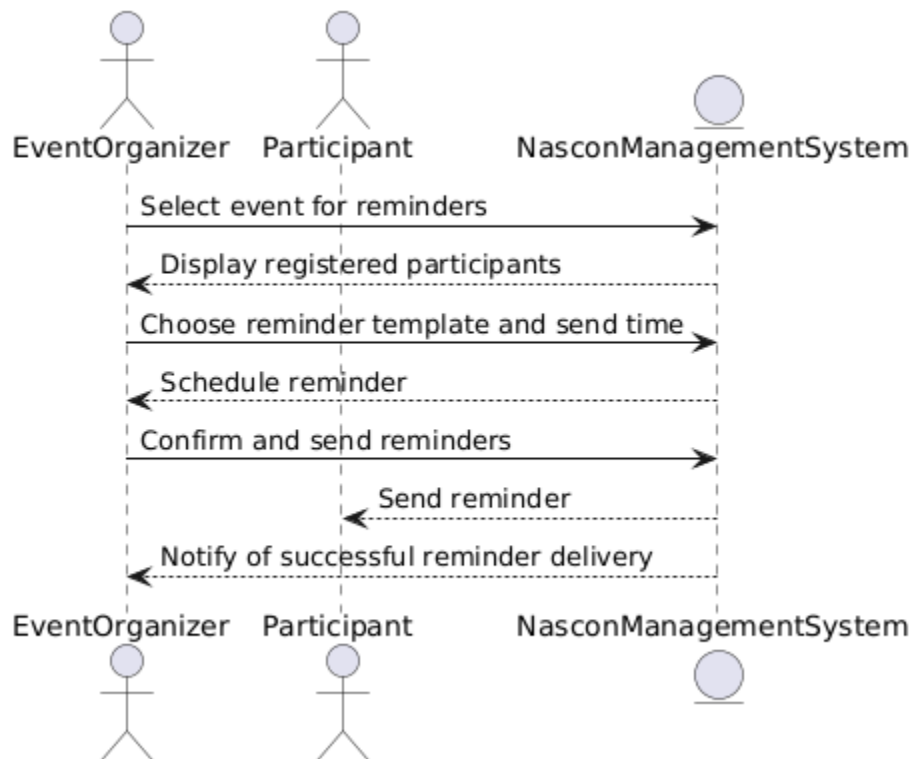 EventOrganizer Participant NasconManagementSystem
Select event for reminders
Display registered participants
Choose reminder template and send time
Schedule reminder
Confirm and send reminders
Send reminder
Notify of successful reminder delivery
EventOrganizer Participant NasconManagementSystem